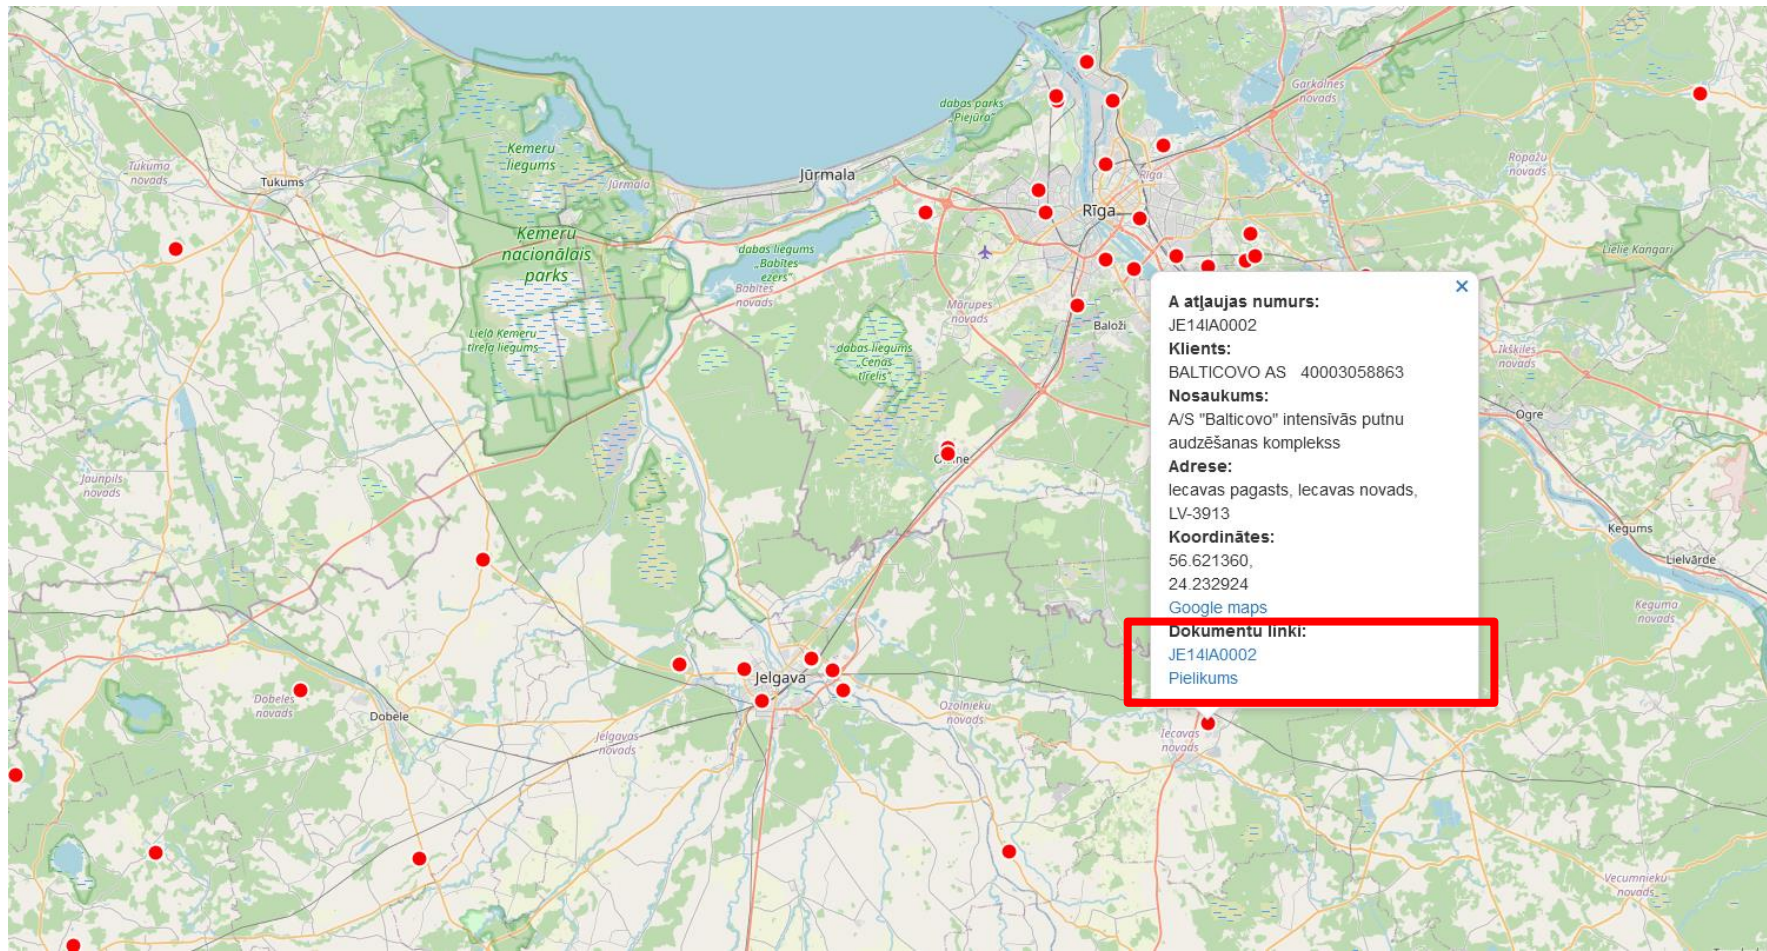 dabas parks
„Piejūra"
Garkalnes
novads
Ķemeru
liegums
Tukuma
novads
Tukums
Jūrmala
Jūrmala
Rīga
Ropažu
novads
Rīga
Ķemeru
nacionālais
parks
dabas liegums
„Babītes
ezers"
Lielie Kangari
Babītes
novads
Mārupes
novads
Baloži
Lielā Ķemeru
tīreļa liegums
dabas liegums
„Cenas
tīrelis"
A atļaujas numurs:
JE14IA0002
Klients:
BALTICOVO AS 40003058863
Nosaukums:
A/S "Balticovo" intensīvās putnu
audzēšanas komplekss
Adrese:
Iecavas pagasts, Iecavas novads,
LV-3913
Koordinātes:
56.621360,
24.232924
Google maps
Dokumentu linki:
JE14IA0002
Pielikums
Ikšķiles
novads
Ogre
Jaunpils
novads
Ķegums
Lielvārde
Ķeguma
novads
Jelgava
Dobeles
novads
Dobele
Ozolnieku
novads
Jelgavas
novads
Iecavas
novads
Vecumnieku
novads